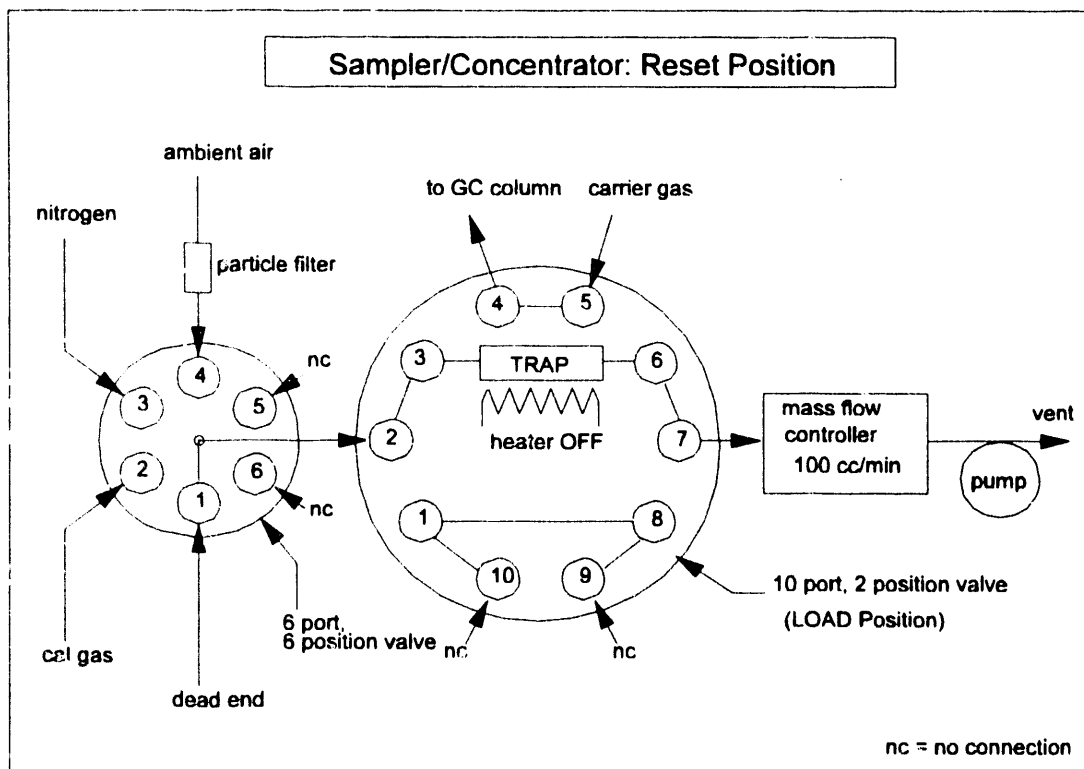 Sampler/Concentrator: Reset Position
ambient air
nitrogen
particle filter
to GC column
carrier gas
4
5
nc
3
4
5
2
6
1
nc
cal gas
dead end
6 port,
6 position valve
3
TRAP
6
2
heater OFF
7
1
8
10
9
nc
nc
mass flow
controller
100 cc/min
vent
pump
10 port, 2 position valve
(LOAD Position)
nc = no connection